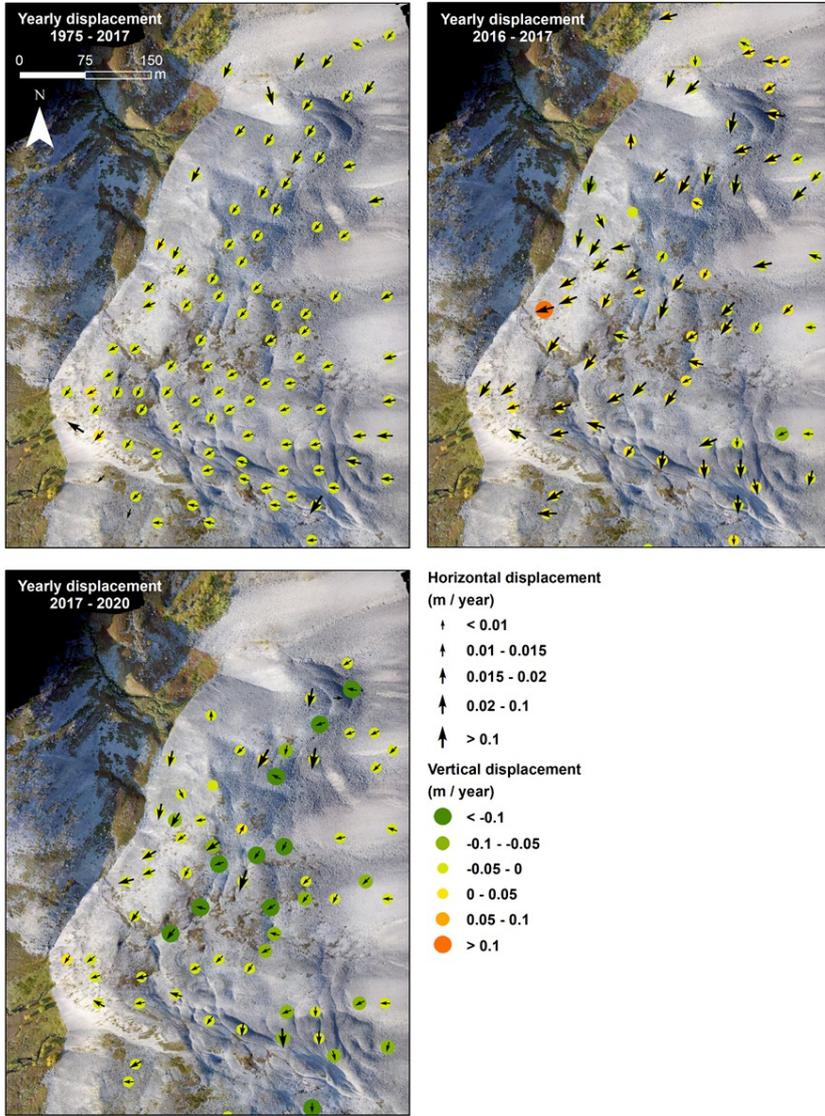 Yearly displacement
1975 - 2017
0 75 150
m
N
Yearly displacement
2016 - 2017
Yearly displacement
2017 - 2020
Horizontal displacement
(m / year)
< 0.01
0.01 - 0.015
0.015 - 0.02
0.02 - 0.1
> 0.1
Vertical displacement
(m / year)
< -0.1
-0.1 - -0.05
-0.05 - 0
0 - 0.05
0.05 - 0.1
> 0.1